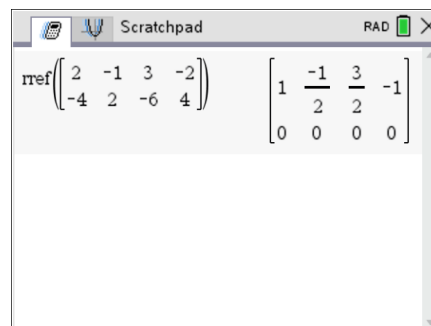 Scratchpad RAD
rref([2 -1 3 -2
-4 2 -6 4]) [1 -1/2 3/2 -1
0 0 0 0]